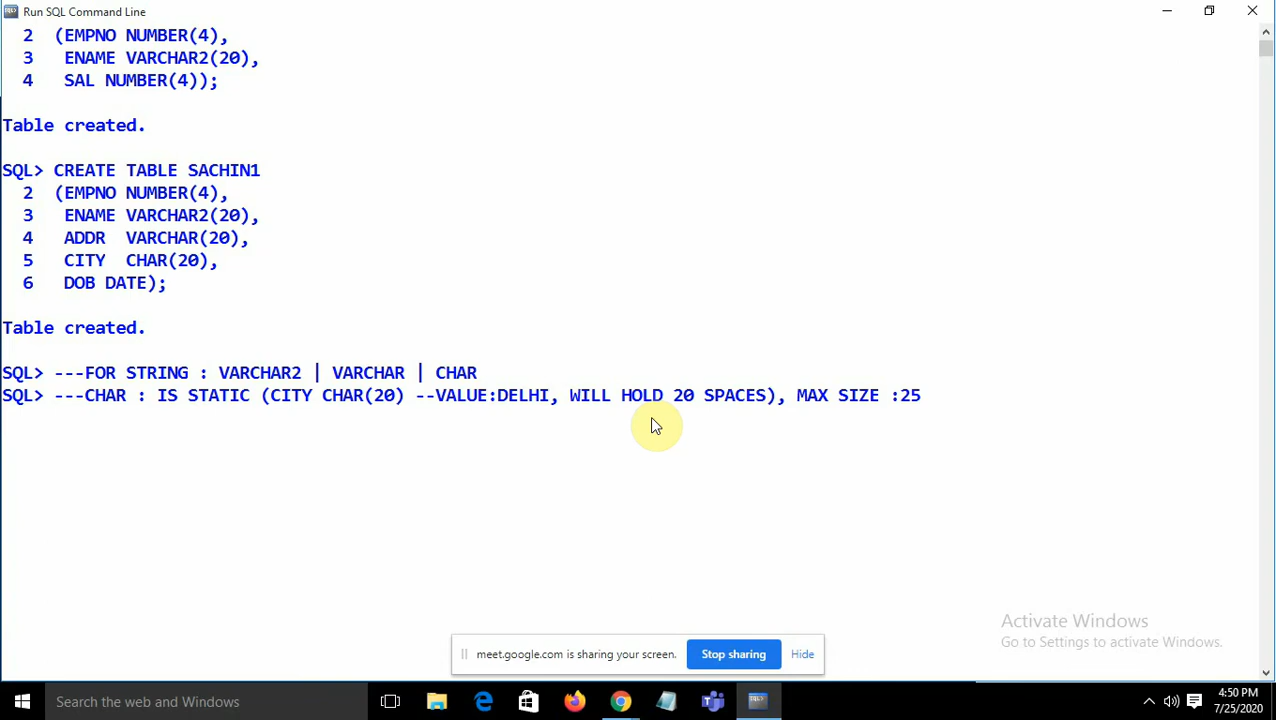 Run SQL Command Line
2 (EMPNO NUMBER(4),
3 ENAME VARCHAR2(20),
4 SAL NUMBER(4));
Table created.
SQL> CREATE TABLE SACHIN1
2 (EMPNO NUMBER(4),
3 ENAME VARCHAR2(20),
4 ADDR VARCHAR(20),
5 CITY CHAR(20),
6 DOB DATE);
Table created.
SQL> ---FOR STRING : VARCHAR2 | VARCHAR | CHAR
SQL> ---CHAR : IS STATIC (CITY CHAR(20) --VALUE:DELHI, WILL HOLD 20 SPACES), MAX SIZE :25
Activate Windows
Go to Settings to activate Windows.
meet.google.com is sharing your screen. Stop sharing Hide
Search the web and Windows
4:50 PM
7/25/2020